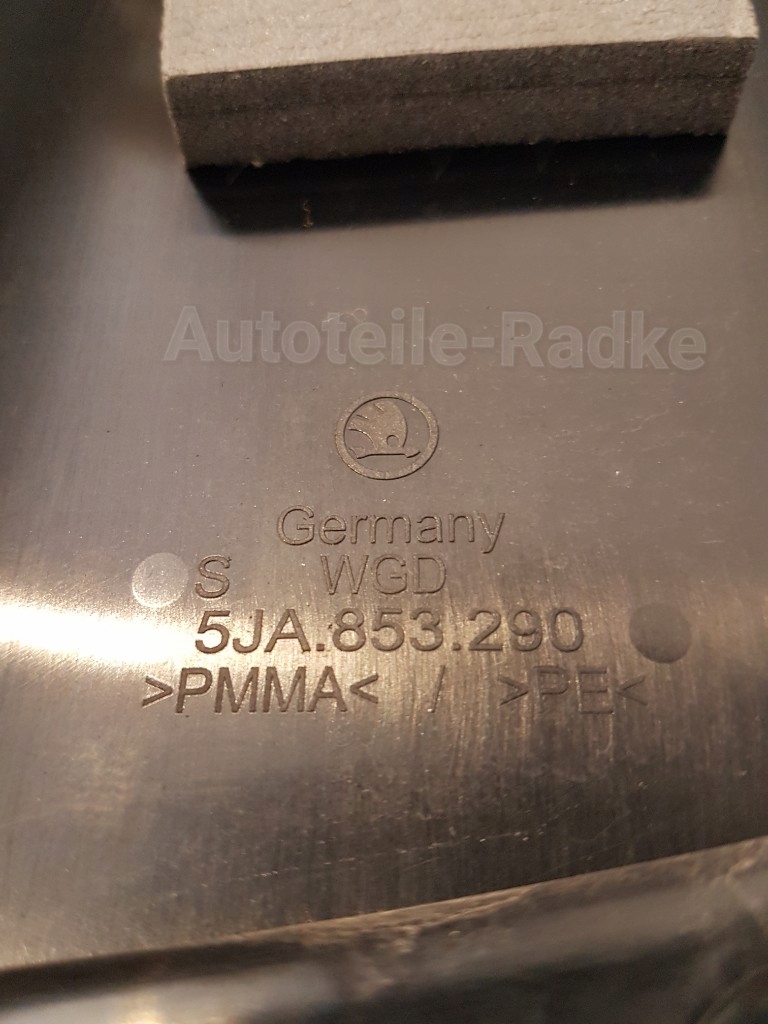 Autoteile-Radke
Germany
S WGD
5JA.853.290
>PMMA< / >PE<